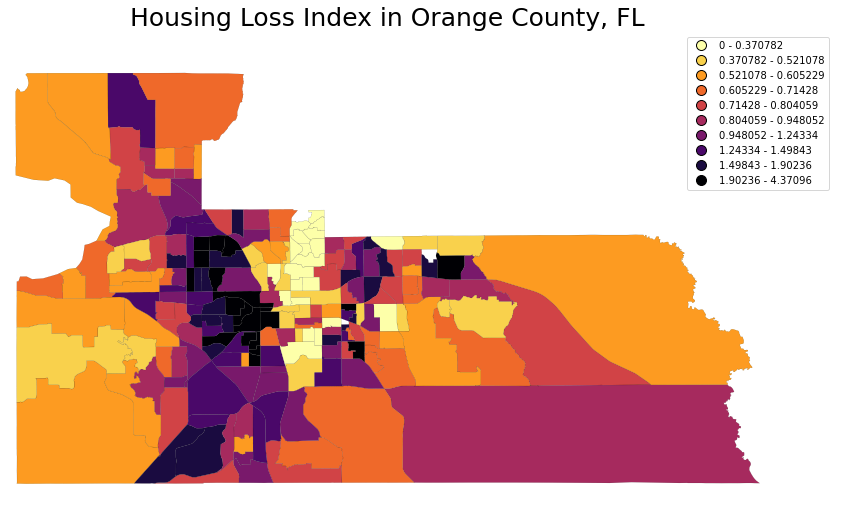 Housing Loss Index in Orange County, FL
0 - 0.370782
0.370782 - 0.521078
0.521078 - 0.605229
0.605229 - 0.71428
0.71428 - 0.804059
0.804059 - 0.948052
0.948052 - 1.24334
1.24334 - 1.49843
1.49843 - 1.90236
1.90236 - 4.37096